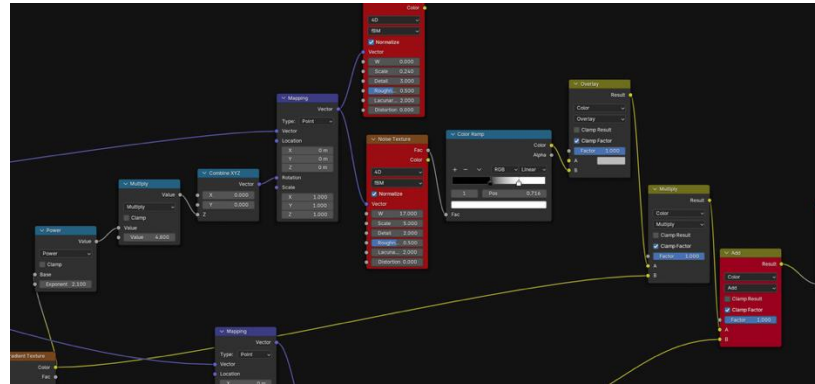 Color
4D
fBM
Normalize
Vector
W 0.000
Scale 0.240
Detail 3.000
Roughn... 0.500
Lacunar... 2.000
Distortion 0.000
Mapping
Vector
Type: Point
Vector
Location
X 0 m
Y 0 m
Z 0 m
Rotation
Scale
X 1.000
Y 1.000
Z 1.000
Noise Texture
Fac
Color
4D
fBM
Normalize
Vector
W 17.000
Scale 5.200
Detail 2.000
Roughn... 0.500
Lacuna... 2.000
Distortion 0.000
Color Ramp
Color
Alpha
RGB
Linear
1
Pos 0.716
Fac
Overlay
Result
Color
Overlay
Clamp Result
Clamp Factor
Factor 1.000
A
B
Multiply
Result
Color
Multiply
Clamp Result
Clamp Factor
Factor 1.000
A
B
Add
Result
Color
Add
Clamp Result
Clamp Factor
Factor 1.000
A
B
Combine XYZ
Vector
X 0.000
Y 0.000
Z
Multiply
Value
Multiply
Clamp
Value
Value 4.800
Power
Value
Power
Clamp
Base
Exponent 2.100
Mapping
Vector
Type: Point
Vector
Location
adient Texture
Color
Fac